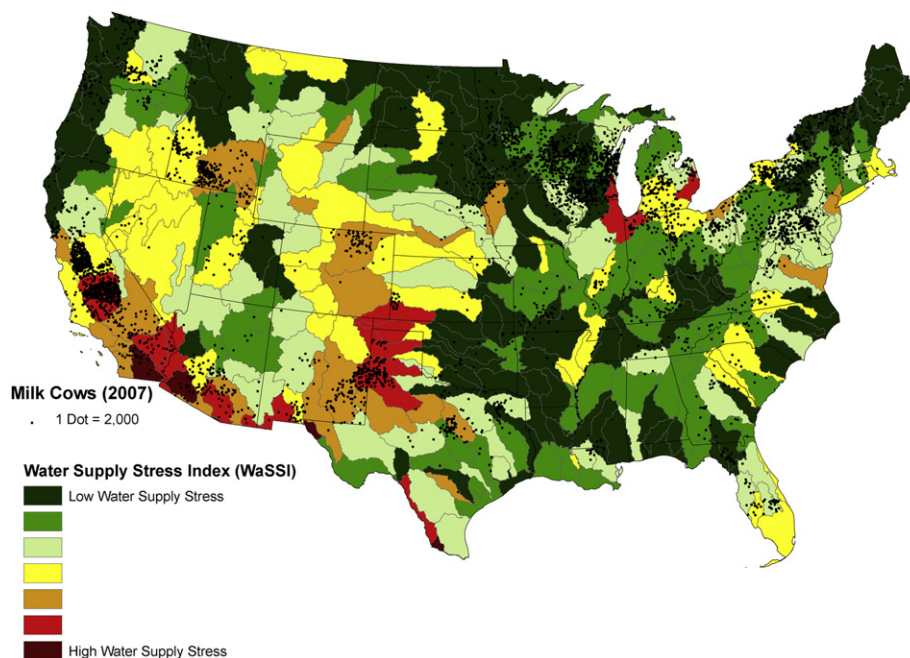 Milk Cows (2007)
. 1 Dot = 2,000
Water Supply Stress Index (WaSSI)
Low Water Supply Stress
High Water Supply Stress